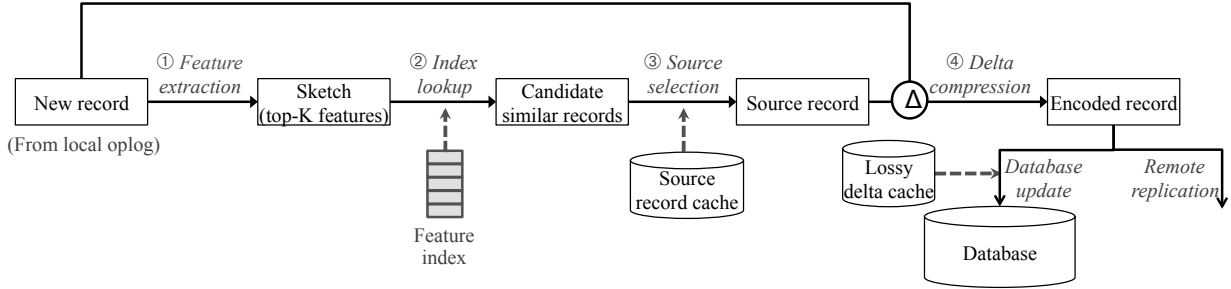 ① Feature
extraction
② Index
lookup
③ Source
selection
④ Delta
compression
New record
(From local oplog)
Sketch
(top-K features)
Candidate
similar records
Source record
Δ
Encoded record
Feature
index
Source
record cache
Lossy
delta cache
Database
update
Remote
replication
Database